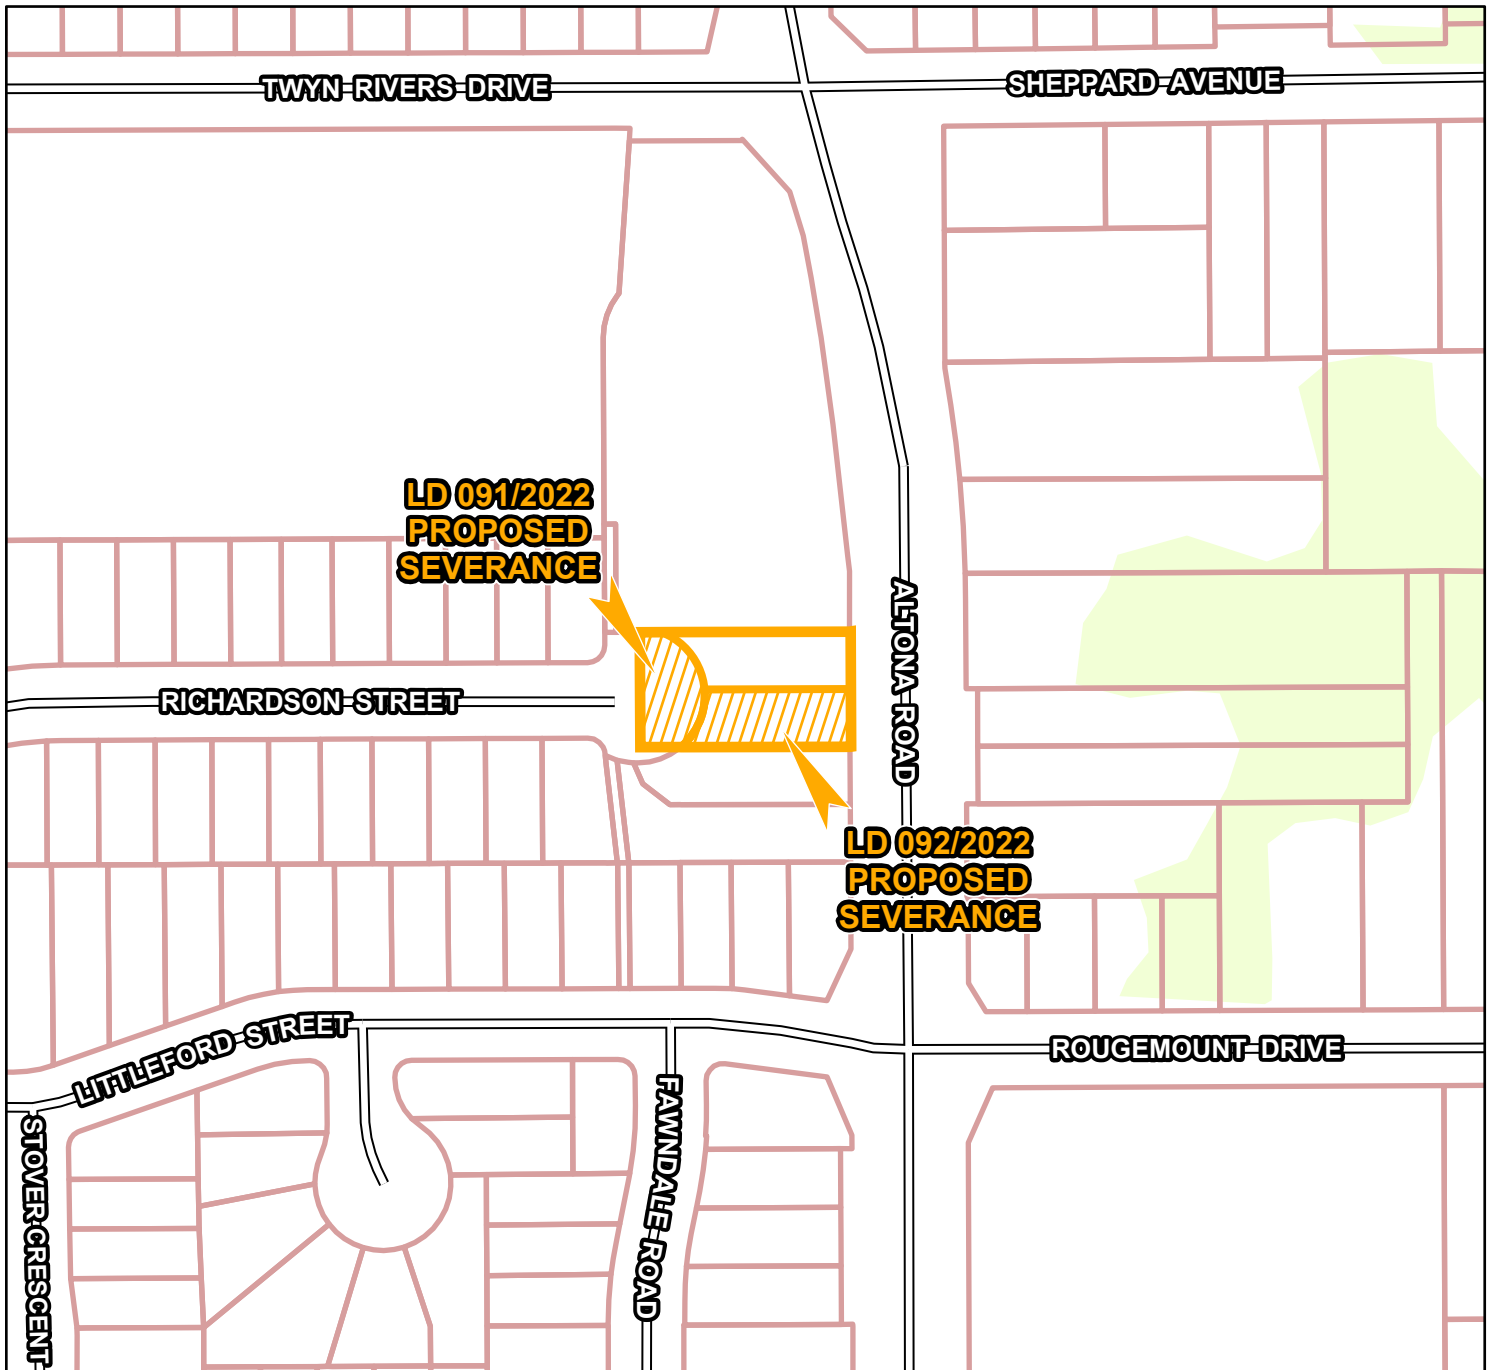 TWYN RIVERS DRIVE
SHEPPARD AVENUE
LD 091/2022
PROPOSED
SEVERANCE
ALTONA ROAD
RICHARDSON STREET
LD 092/2022
PROPOSED
SEVERANCE
LITTLEFORD STREET
ROUGEMOUNT DRIVE
FAWNDALE ROAD
STOVER CRESCENT